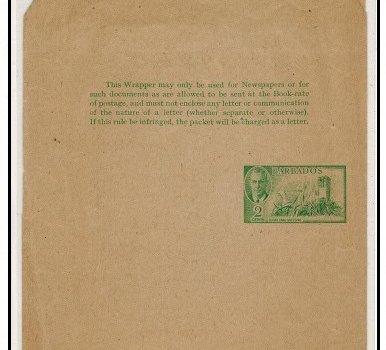 This Wrapper may only be used for Newspapers or for
such documents as are allowed to be sent at the Book-rate
of postage, and must not enclose any letter or communication
of the nature of a letter (whether separate or otherwise).
If this rule be infringed, the packet will be charged as a letter.
BARBADOS
2
CENTS